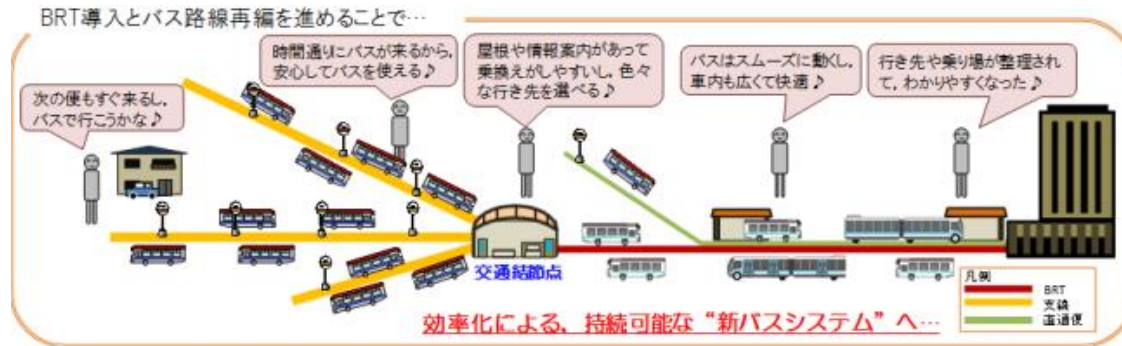 BRT導入とバス路線再編を進めることで…
時間通りにバスが来るから，
安心してバスを使える♪
屋根や情報案内があって
乗換えがしやすいし，色々
な行き先を選べる♪
バスはスムーズに動くし，
車内も広くて快適♪
行き先や乗り場が整理され
て，わかりやすくなった♪
次の便もすぐ来るし，
バスで行こうかな♪
交通結節点
凡例
BRT
支線
直通便
効率化による，持続可能な“新バスシステム”へ…